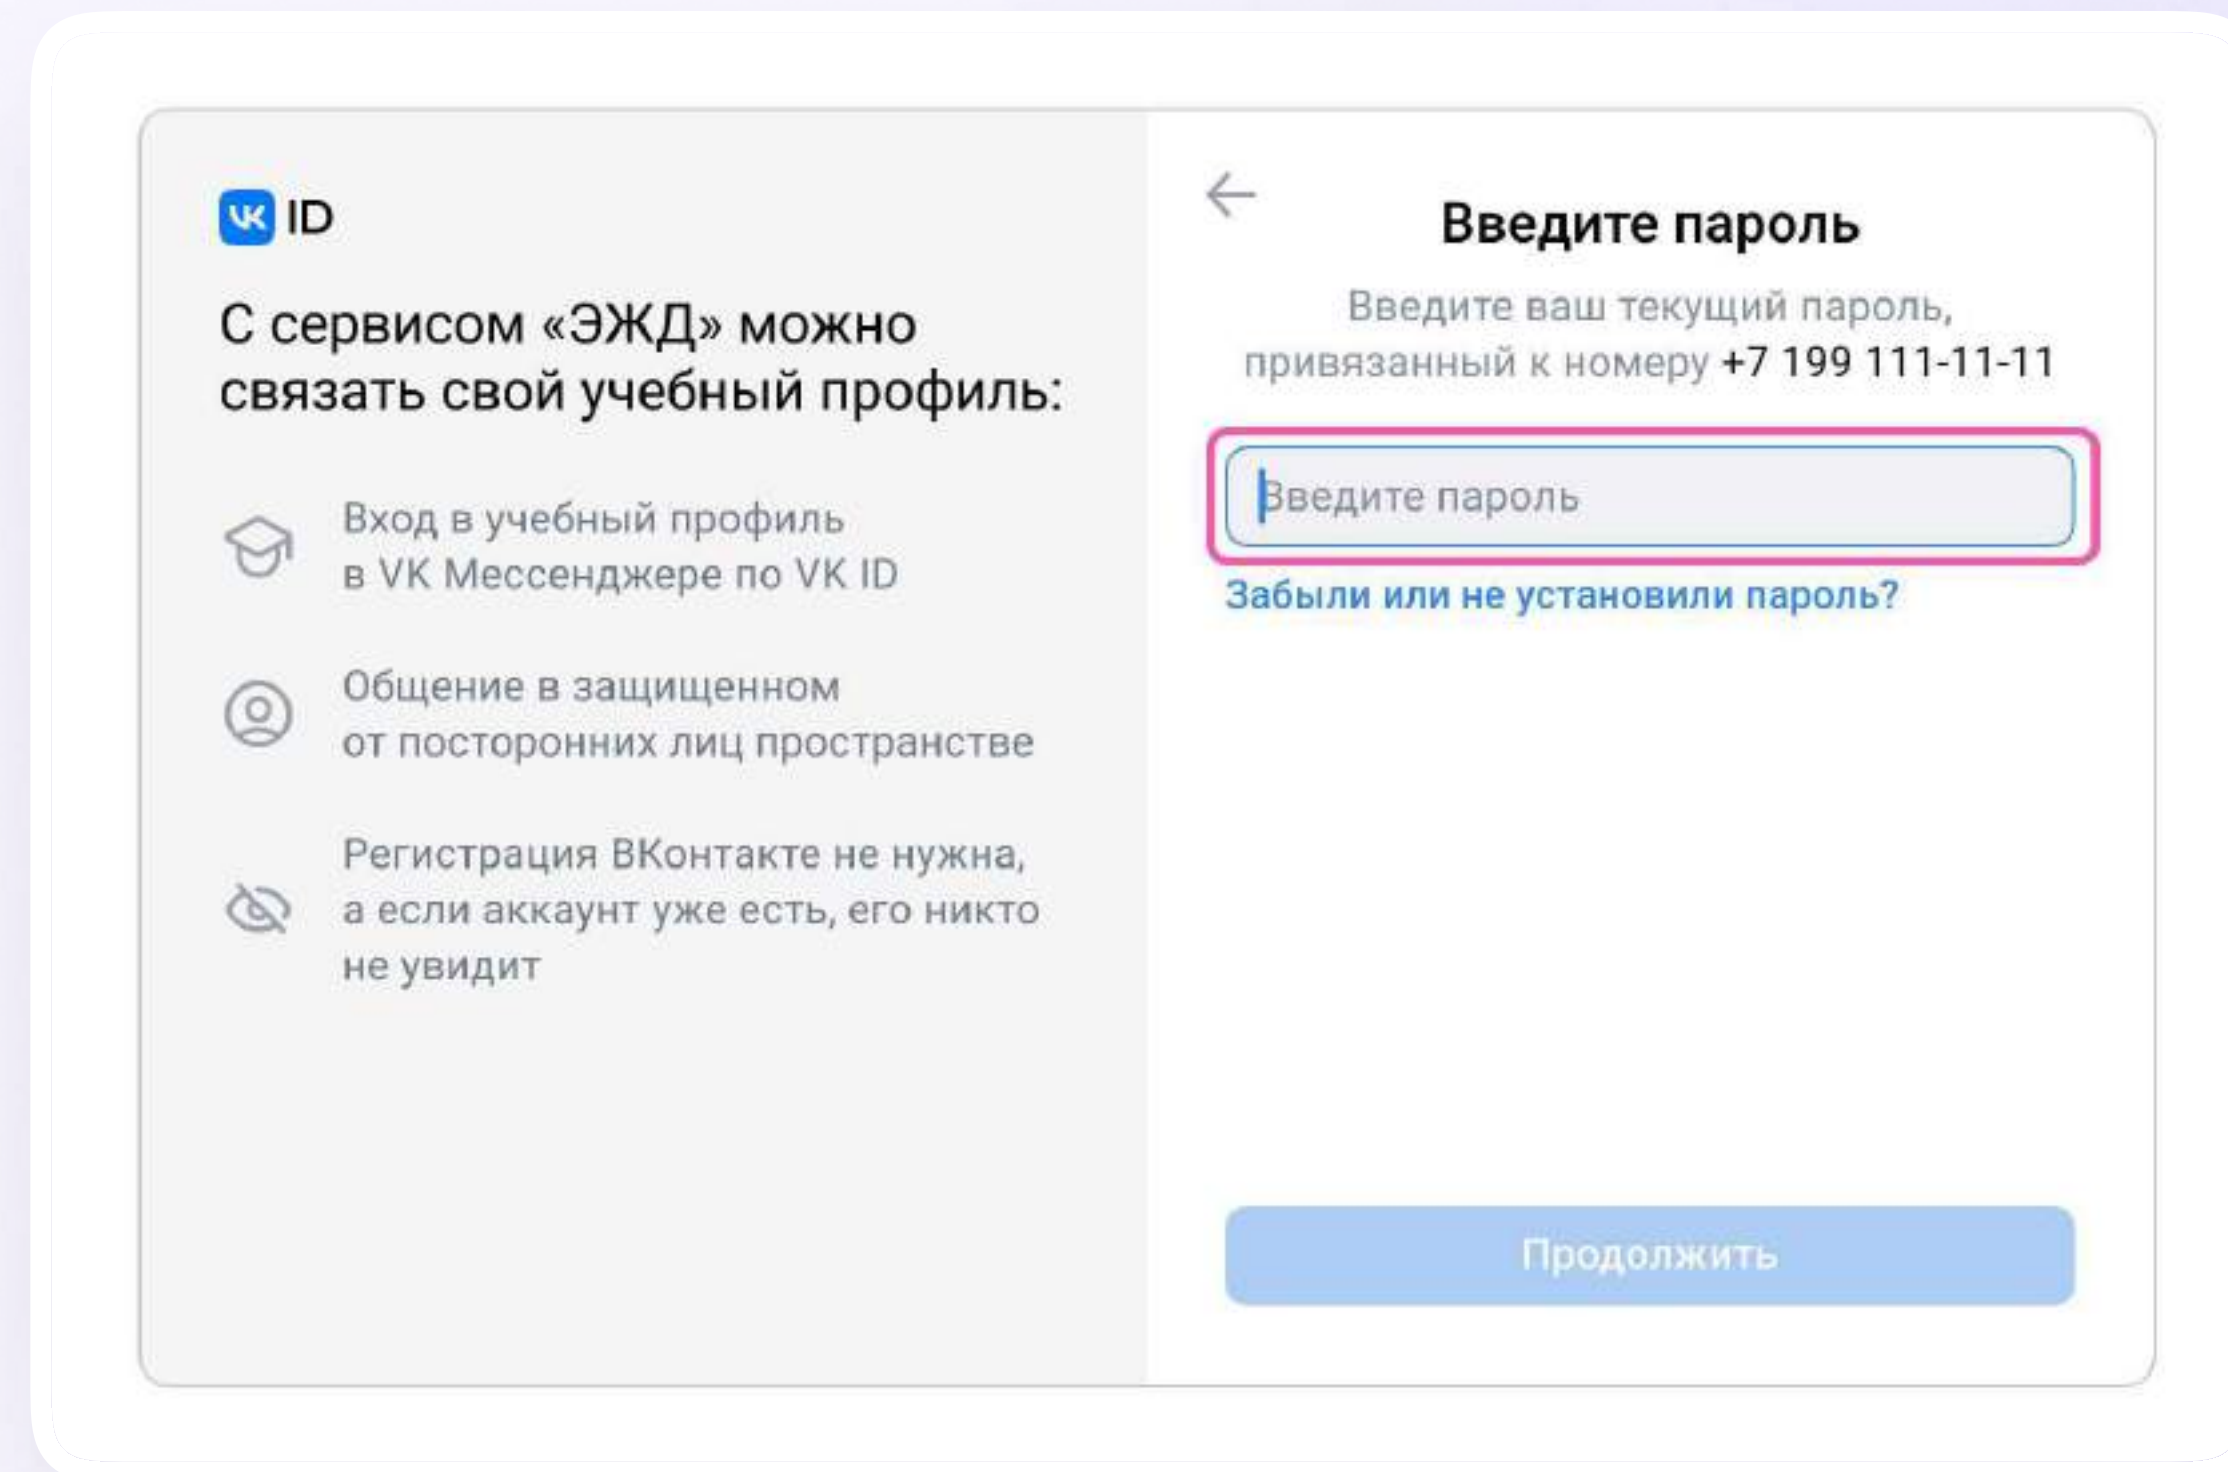 VK ID
С сервисом «ЭЖД» можно
связать свой учебный профиль:
Вход в учебный профиль
в VK Мессенджере по VK ID
Общение в защищенном
от посторонних лиц пространстве
Регистрация ВКонтакте не нужна,
а если аккаунт уже есть, его никто
не увидит
Введите пароль
Введите ваш текущий пароль,
привязанный к номеру +7 199 111-11-11
Введите пароль
Забыли или не установили пароль?
Продолжить